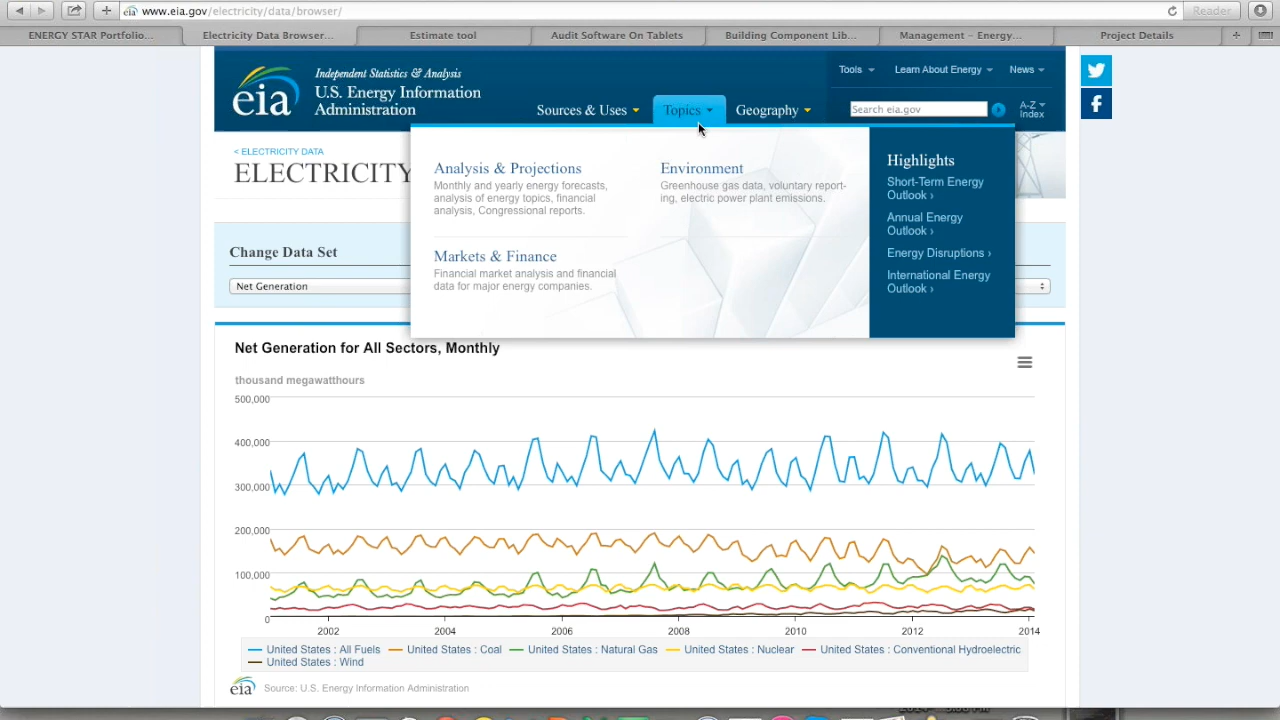 www.eia.gov/electricity/data/browser/
Reader
ENERGY STAR Portfolio...
Electricity Data Browser...
Estimate tool
Audit Software On Tablets
Building Component Lib...
Management – Energy...
Project Details
eia
Independent Statistics & Analysis
U.S. Energy Information
Administration
Tools
Learn About Energy
News
Sources & Uses
Topics
Geography
Search eia.gov
A-Z
Index
< ELECTRICITY DATA
ELECTRICITY
Analysis & Projections
Monthly and yearly energy forecasts,
analysis of energy topics, financial
analysis, Congressional reports.
Environment
Greenhouse gas data, voluntary report-
ing, electric power plant emissions.
Markets & Finance
Financial market analysis and financial
data for major energy companies.
Highlights
Short-Term Energy
Outlook ›
Annual Energy
Outlook ›
Energy Disruptions ›
International Energy
Outlook ›
Change Data Set
Net Generation
Net Generation for All Sectors, Monthly
thousand megawatthours
500,000
400,000
300,000
200,000
100,000
0
2002 2004 2006 2008 2010 2012 2014
United States : All Fuels United States : Coal United States : Natural Gas United States : Nuclear United States : Conventional Hydroelectric
United States : Wind
eia Source: U.S. Energy Information Administration